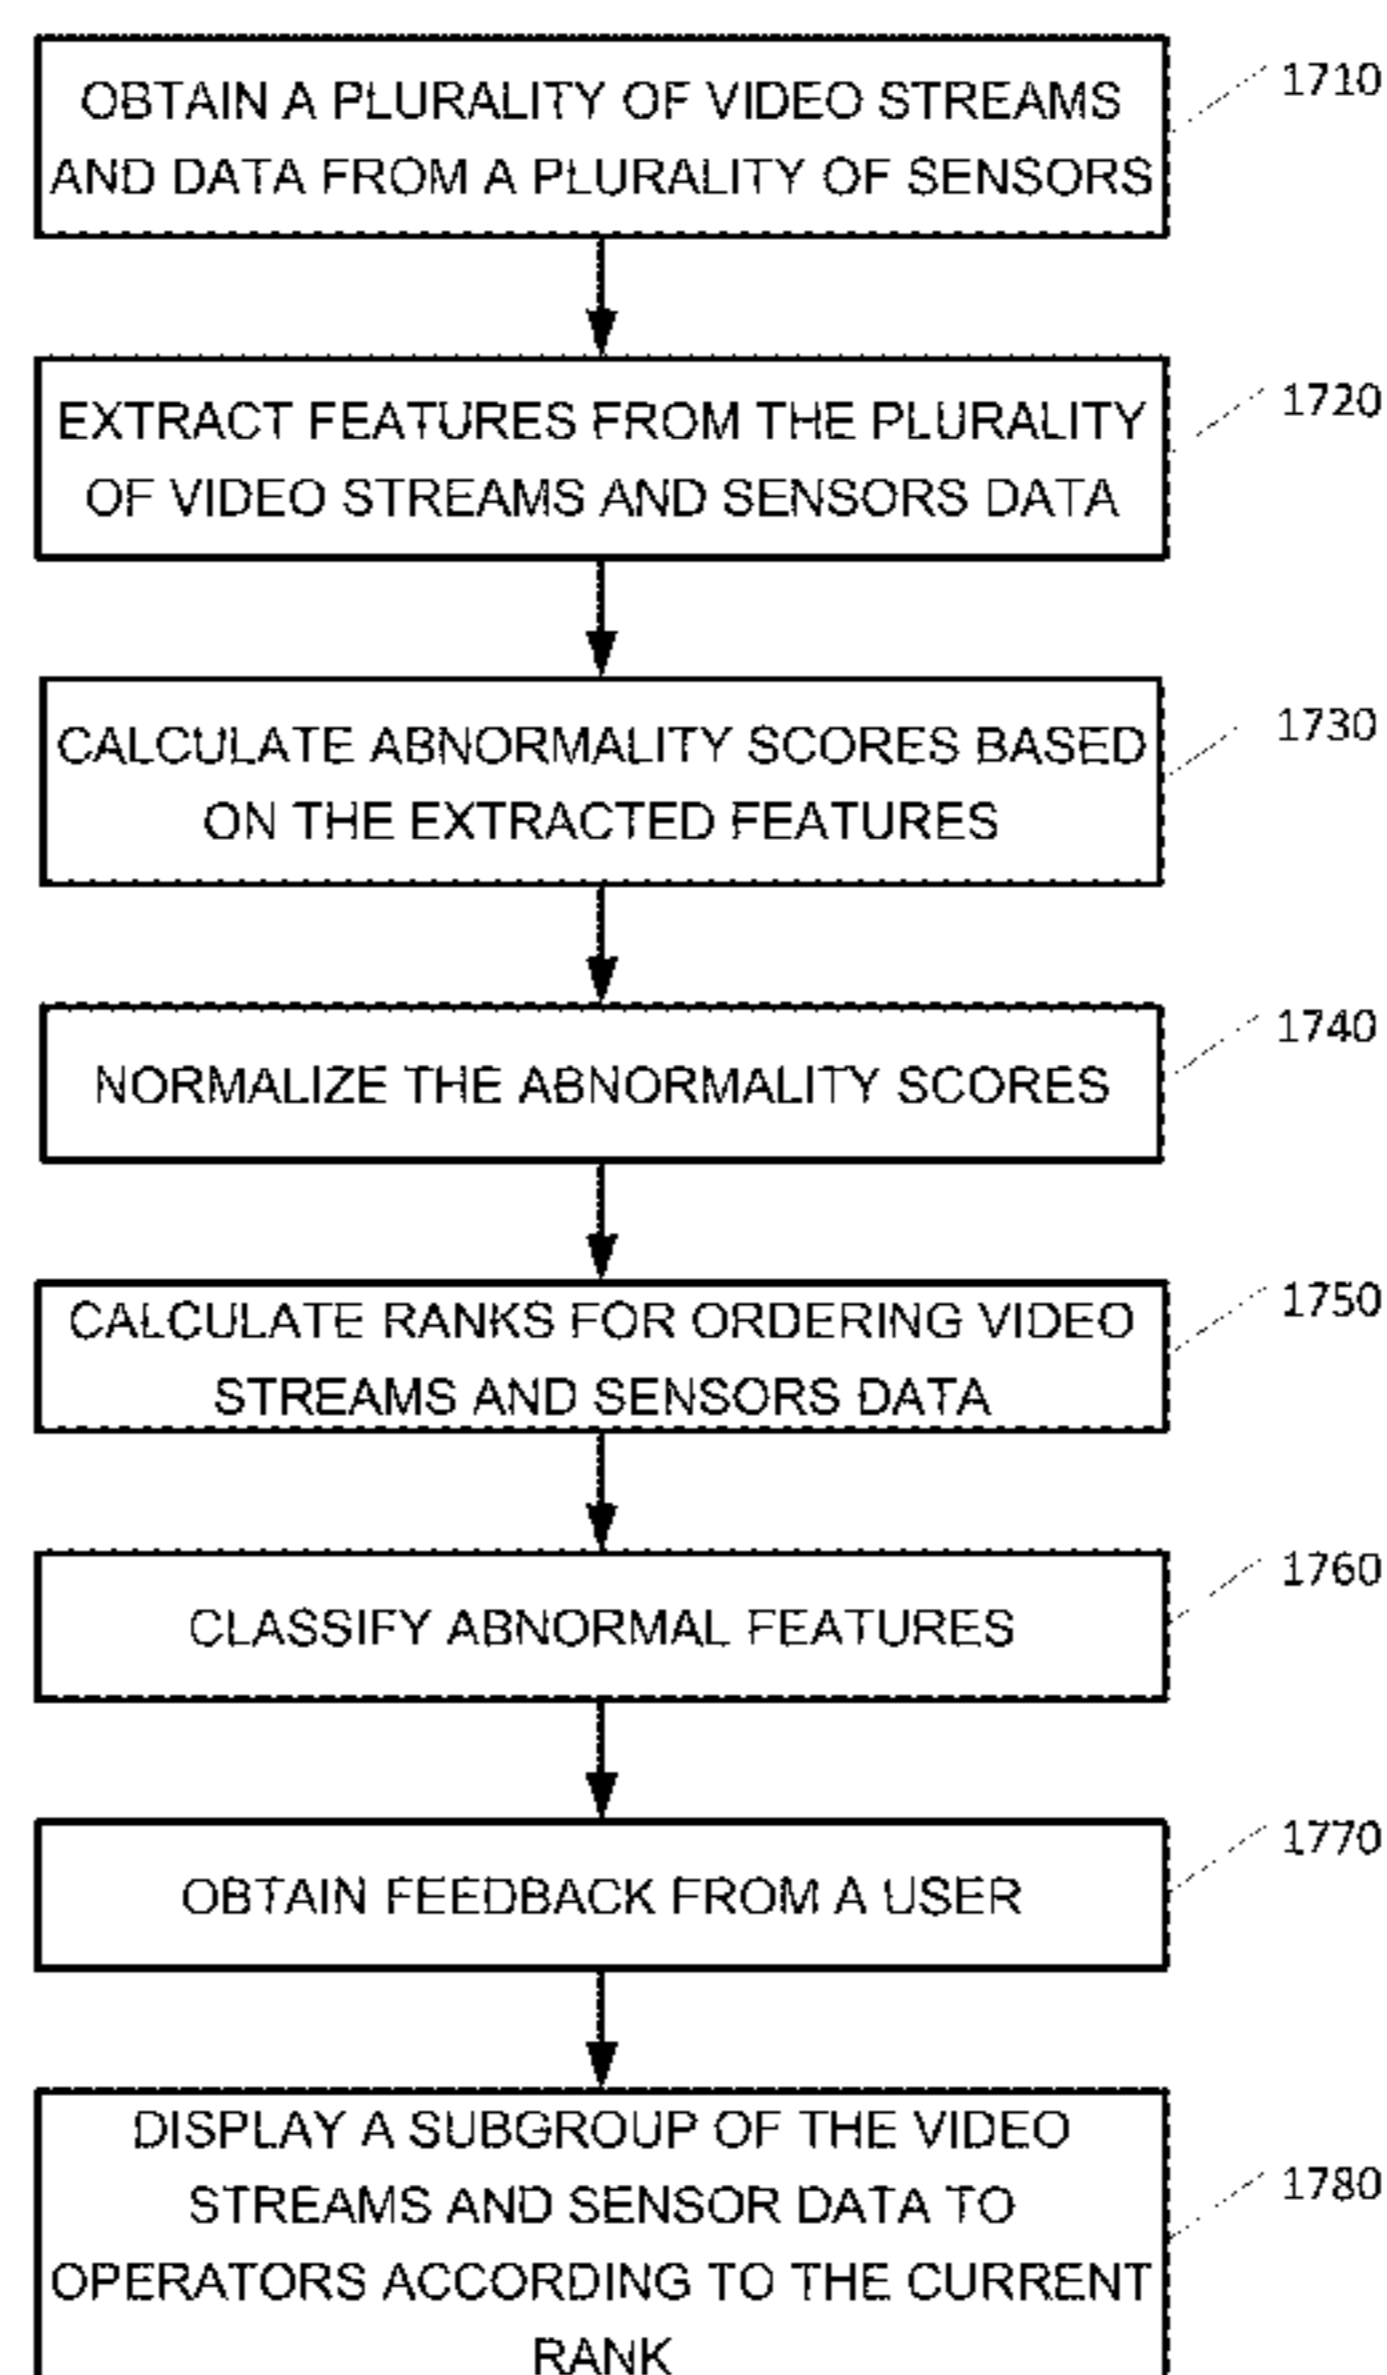 OBTAIN A PLURALITY OF VIDEO STREAMS
AND DATA FROM A PLURALITY OF SENSORS
1710
EXTRACT FEATURES FROM THE PLURALITY
OF VIDEO STREAMS AND SENSORS DATA
1720
CALCULATE ABNORMALITY SCORES BASED
ON THE EXTRACTED FEATURES
1730
NORMALIZE THE ABNORMALITY SCORES
1740
CALCULATE RANKS FOR ORDERING VIDEO
STREAMS AND SENSORS DATA
1750
CLASSIFY ABNORMAL FEATURES
1760
OBTAIN FEEDBACK FROM A USER
1770
DISPLAY A SUBGROUP OF THE VIDEO
STREAMS AND SENSOR DATA TO
OPERATORS ACCORDING TO THE CURRENT
RANK
1780